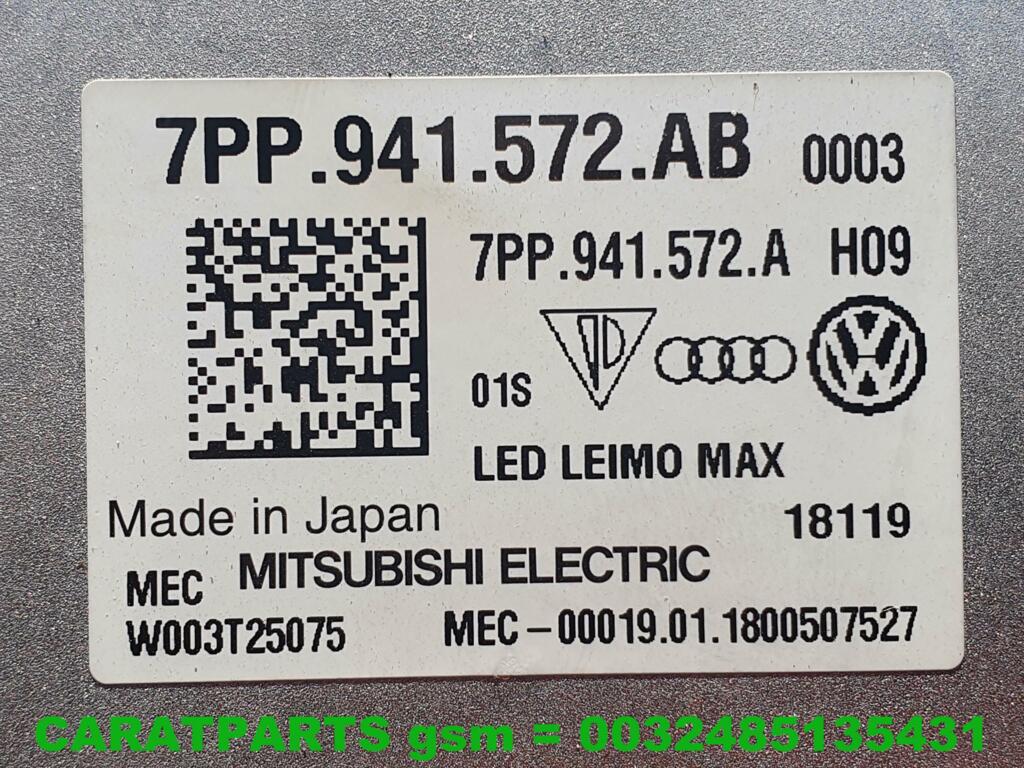 7PP.941.572.AB 0003
7PP.941.572.A H09
01S
LED LEIMO MAX
Made in Japan 18119
MEC MITSUBISHI ELECTRIC
W003T25075 MEC-00019.01.1800507527
CARATPARTS gsm = 0032485135431